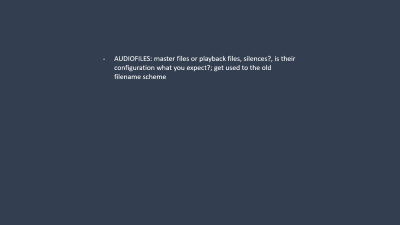 - AUDIOFILES: master files or playback files, silences?, is their
configuration what you expect?; get used to the old
filename scheme